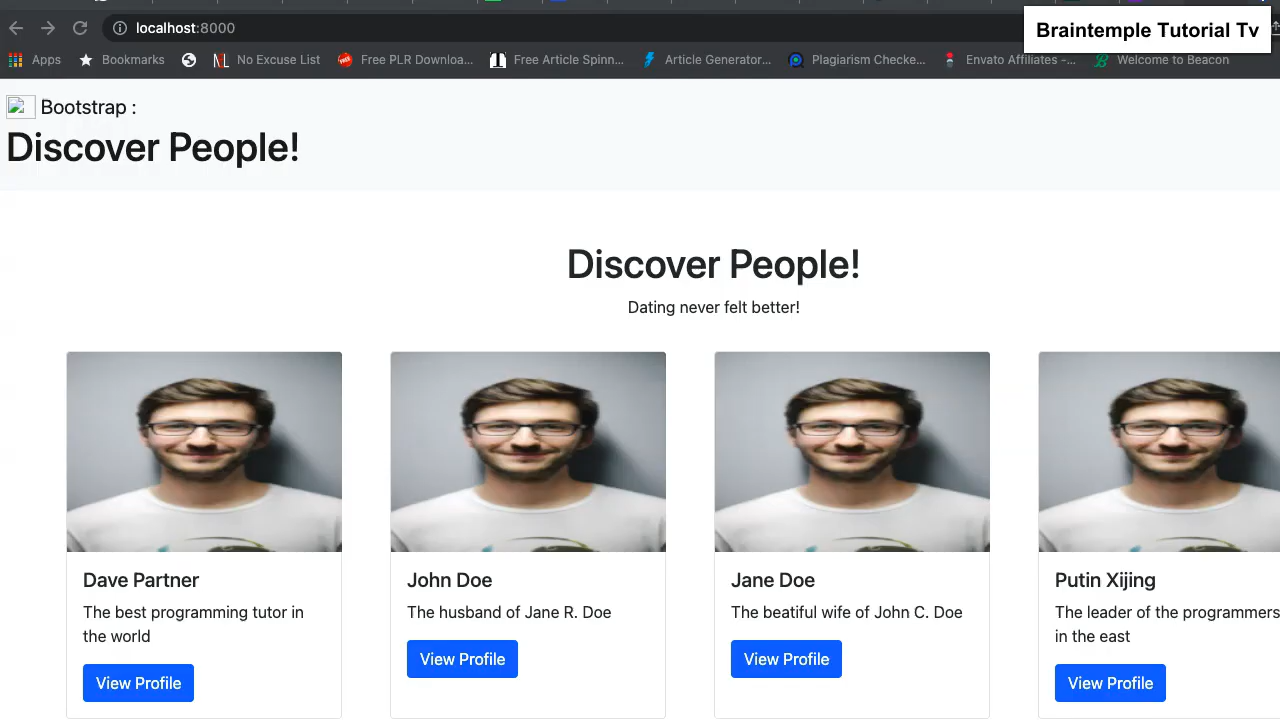 localhost:8000
Braintemple Tutorial Tv
Apps
Bookmarks
No Excuse List
Free PLR Downloa...
Free Article Spinn...
Article Generator...
Plagiarism Checke...
Envato Affiliates -...
Welcome to Beacon
Bootstrap :
Discover People!
Discover People!
Dating never felt better!
Dave Partner
The best programming tutor in
the world
View Profile
John Doe
The husband of Jane R. Doe
View Profile
Jane Doe
The beatiful wife of John C. Doe
View Profile
Putin Xijing
The leader of the programmers
in the east
View Profile